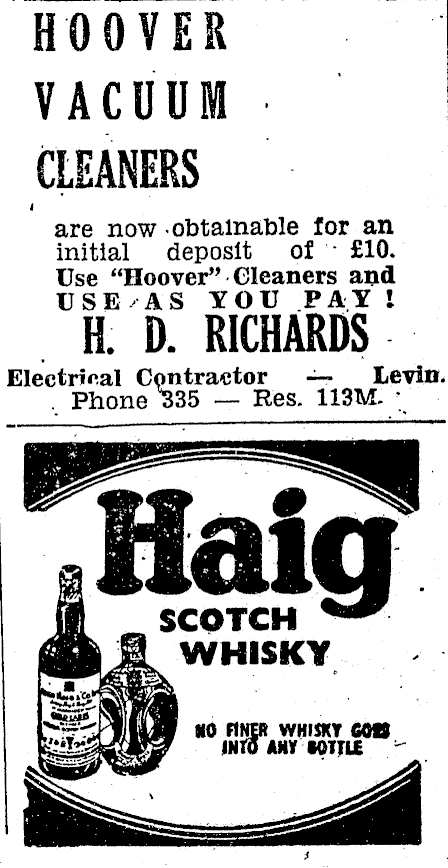 HOOVER
VACUUM
CLEANERS
are now obtainable for an
initial deposit of £10.
Use "Hoover" Cleaners and
USE AS YOU PAY!
H. D. RICHARDS
Electrical Contractor — Levin.
Phone 335 — Res. 113M.
Haig
SCOTCH
WHISKY
GOLD LABEL
NO FINER WHISKY GOES
INTO ANY BOTTLE